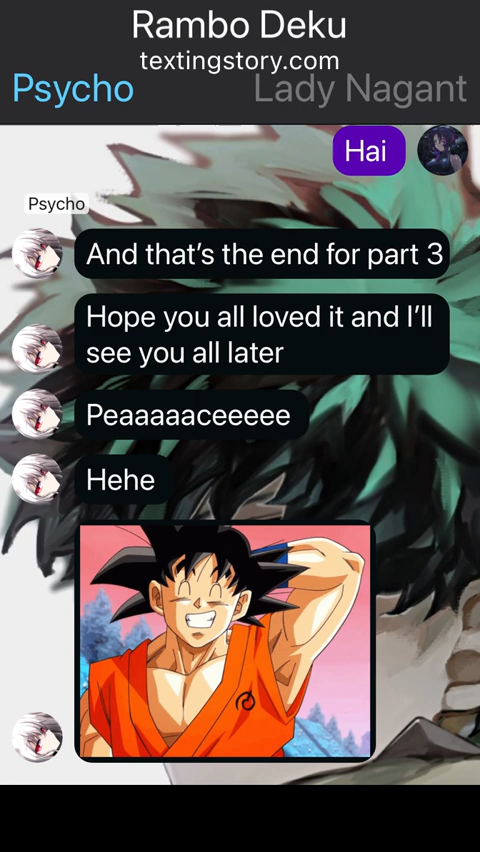 Rambo Deku
textingstory.com
Psycho
Lady Nagant
Hai
Psycho
And that’s the end for part 3
Hope you all loved it and I’ll
see you all later
Peaaaaaceeeee
Hehe